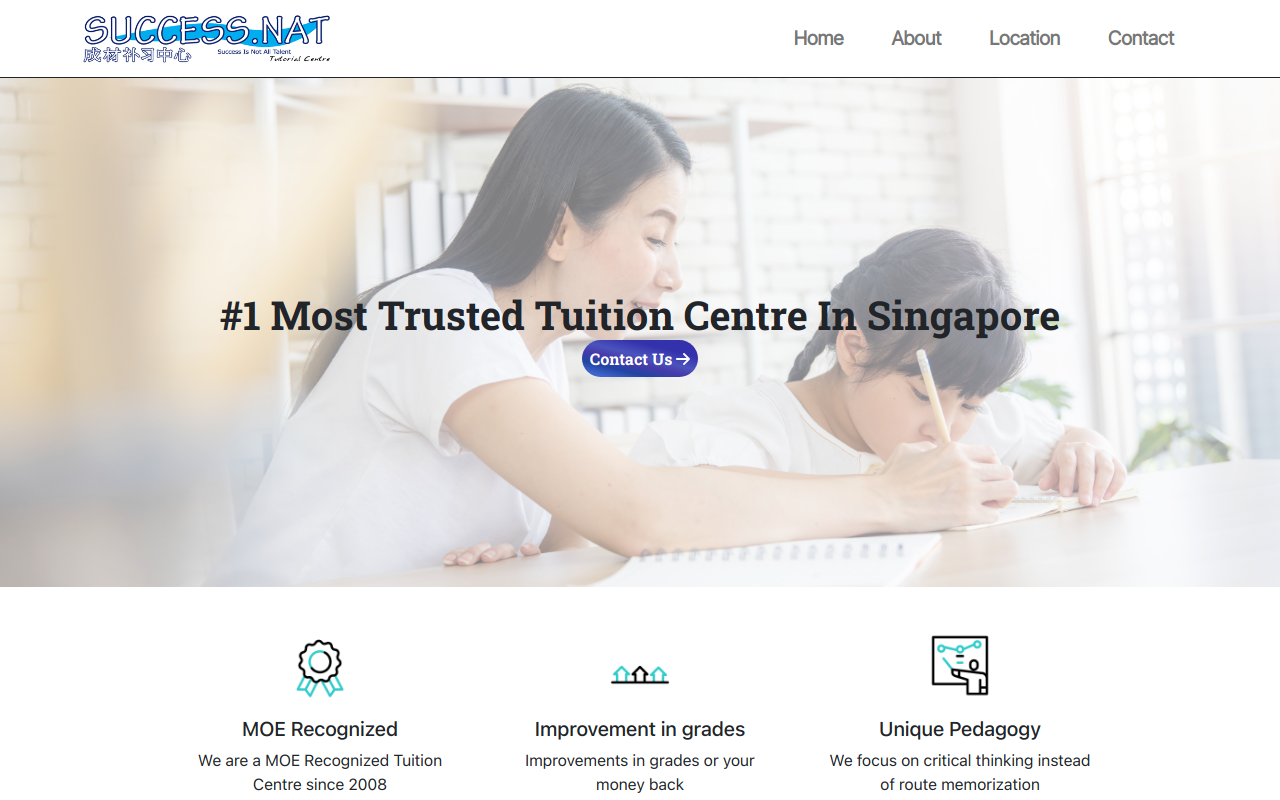 SUCCESS.NAT
成材补习中心
Success Is Not All Talent
Tutorial Centre
Home
About
Location
Contact
#1 Most Trusted Tuition Centre In Singapore
Contact Us →
MOE Recognized
We are a MOE Recognized Tuition
Centre since 2008
Improvement in grades
Improvements in grades or your
money back
Unique Pedagogy
We focus on critical thinking instead
of route memorization